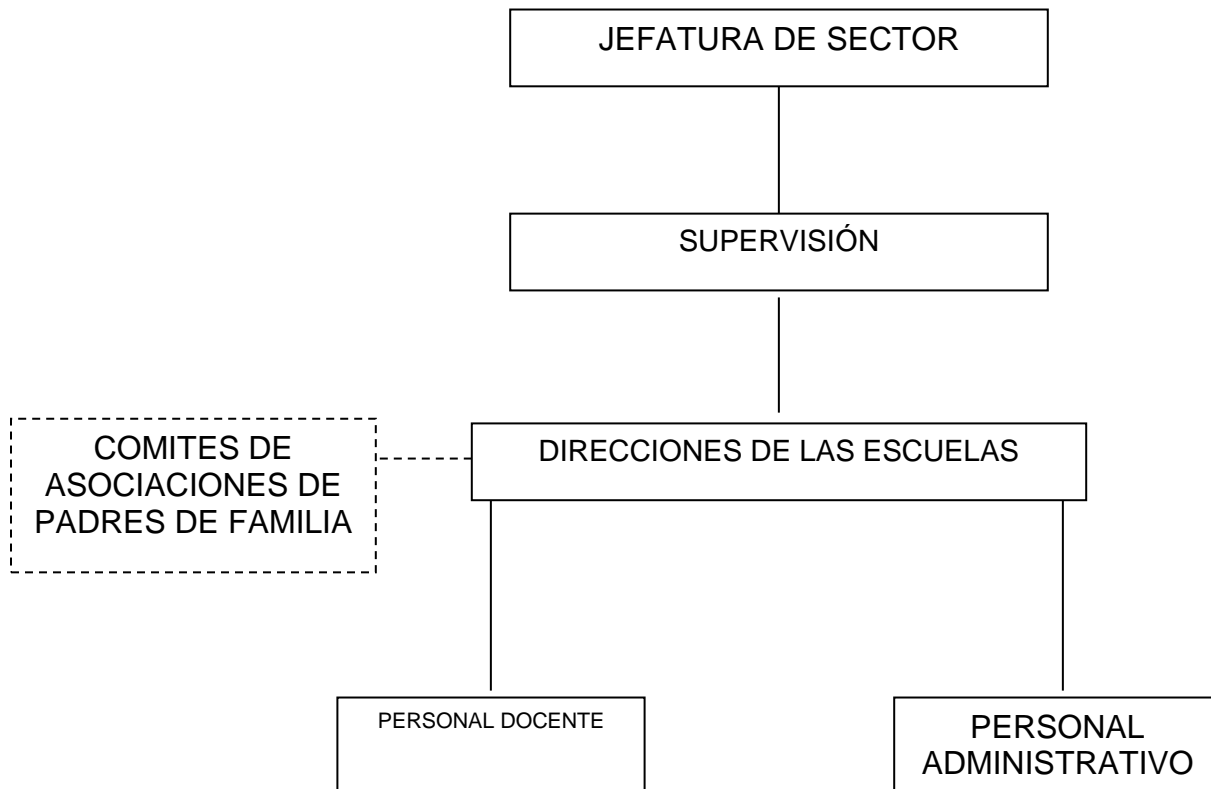 JEFATURA DE SECTOR
SUPERVISIÓN
COMITES DE
ASOCIACIONES DE
PADRES DE FAMILIA
DIRECCIONES DE LAS ESCUELAS
PERSONAL DOCENTE
PERSONAL
ADMINISTRATIVO